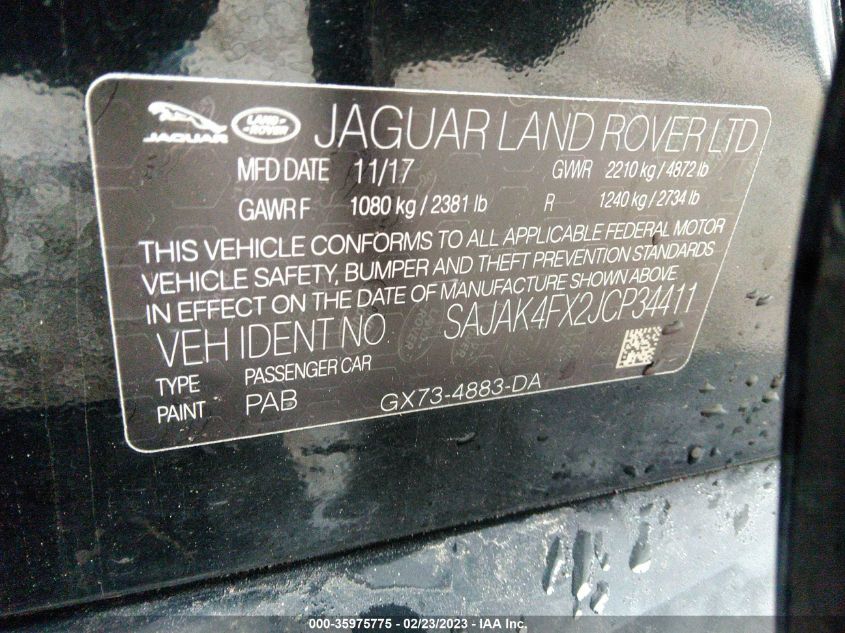 JAGUAR LAND-ROVER JAGUAR LAND ROVER LTD
MFD DATE 11/17 GVWR 2210 kg / 4872 lb
GAWR F 1080 kg / 2381 lb R 1240 kg / 2734 lb
THIS VEHICLE CONFORMS TO ALL APPLICABLE FEDERAL MOTOR
VEHICLE SAFETY, BUMPER AND THEFT PREVENTION STANDARDS
IN EFFECT ON THE DATE OF MANUFACTURE SHOWN ABOVE
VEH IDENT NO. SAJAK4FX2JCP34411
TYPE PASSENGER CAR
PAINT PAB GX73-4883-DA
000-35975775 - 02/23/2023 - IAA Inc.